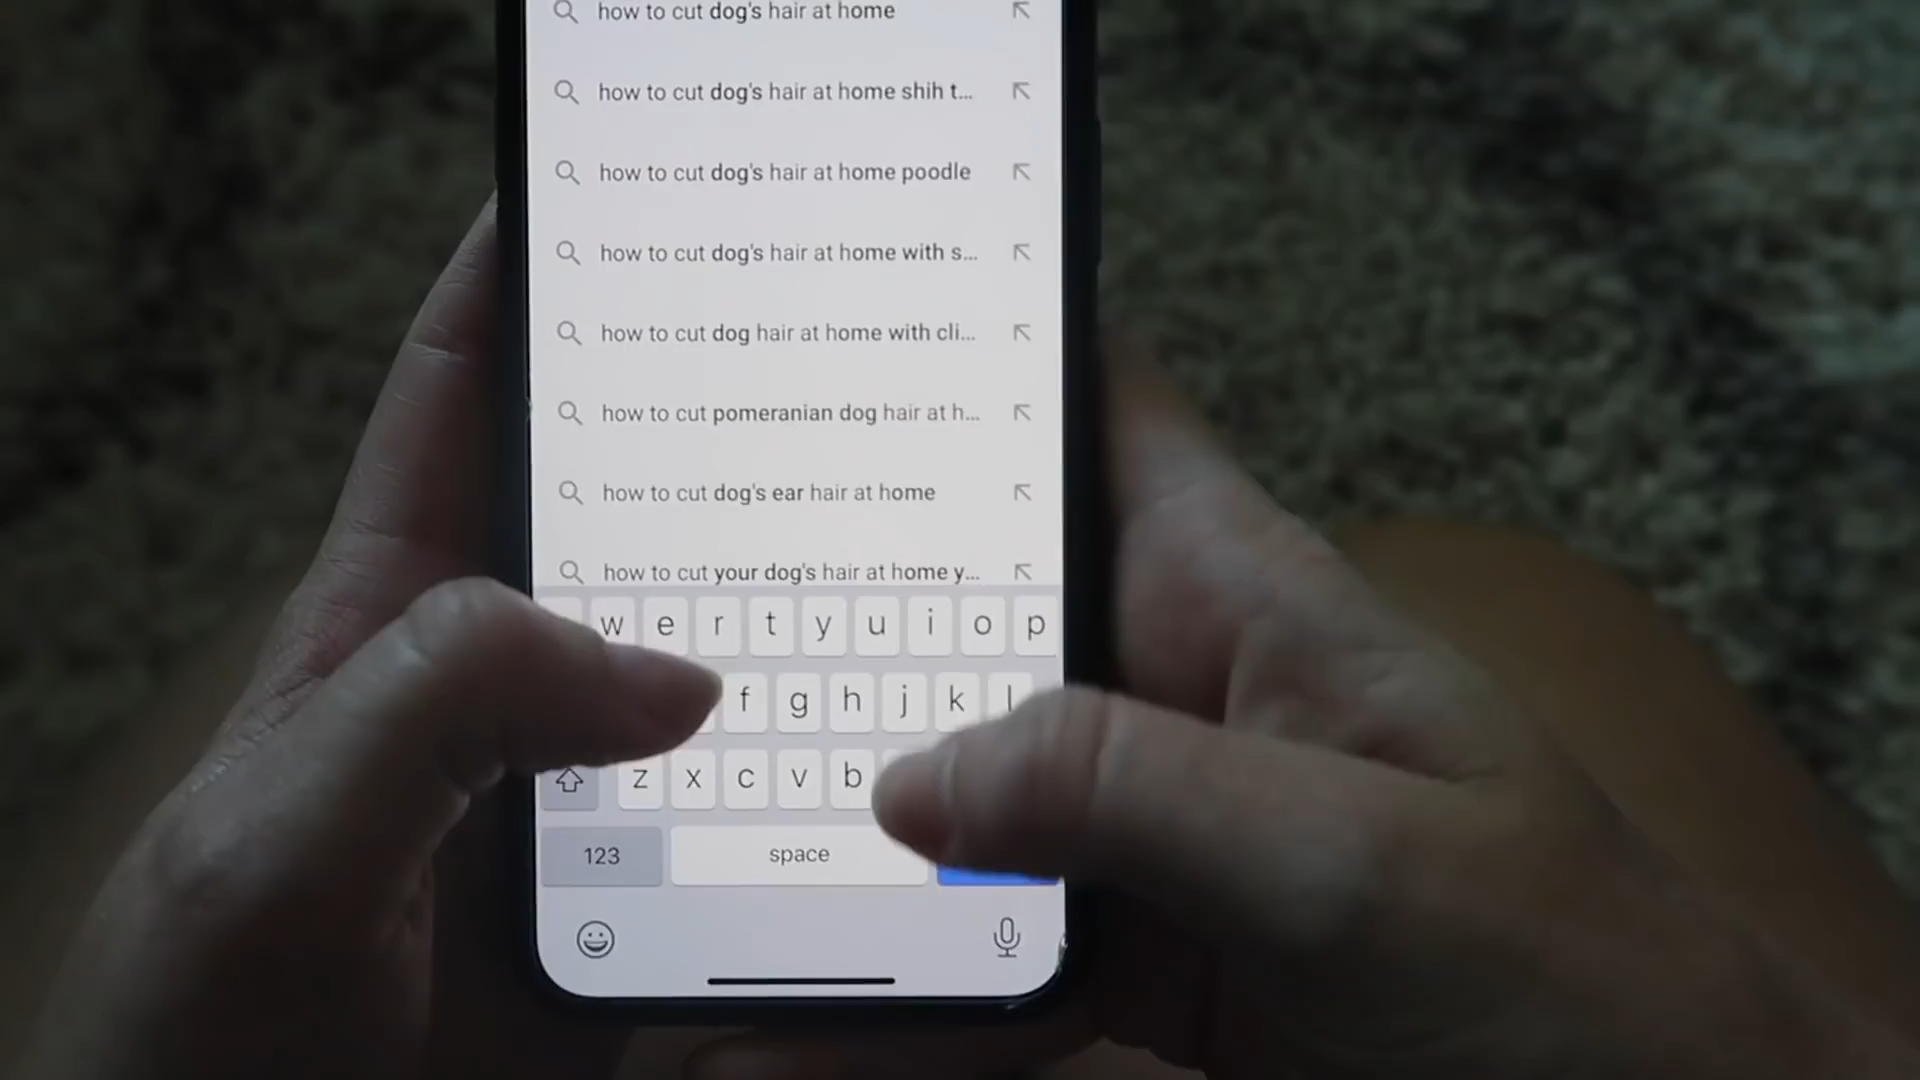 how to cut dog's hair at home
how to cut dog's hair at home shih t...
how to cut dog's hair at home poodle
how to cut dog's hair at home with s...
how to cut dog hair at home with cli...
how to cut pomeranian dog hair at h...
how to cut dog's ear hair at home
how to cut your dog's hair at home y...
w e r t y u i o p
f g h j k l
z x c v b
123 space